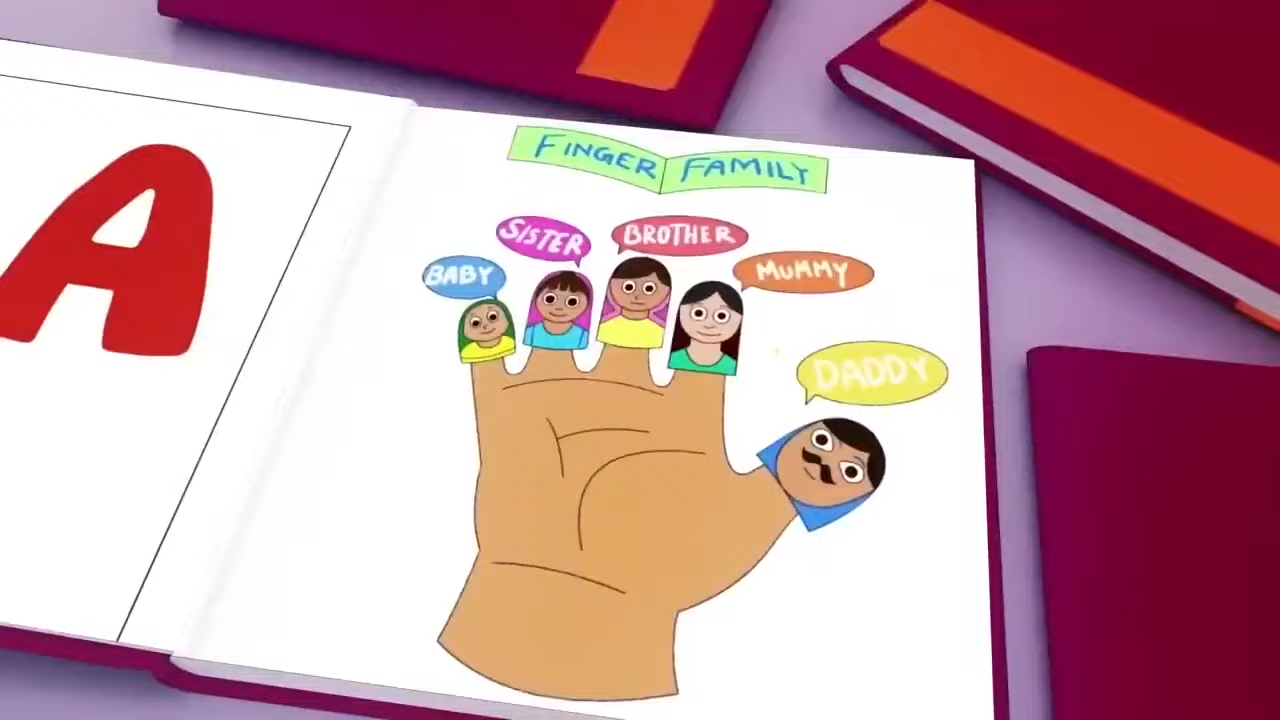 A
FINGER FAMILY
SISTER
BROTHER
BABY
MUMMY
DADDY